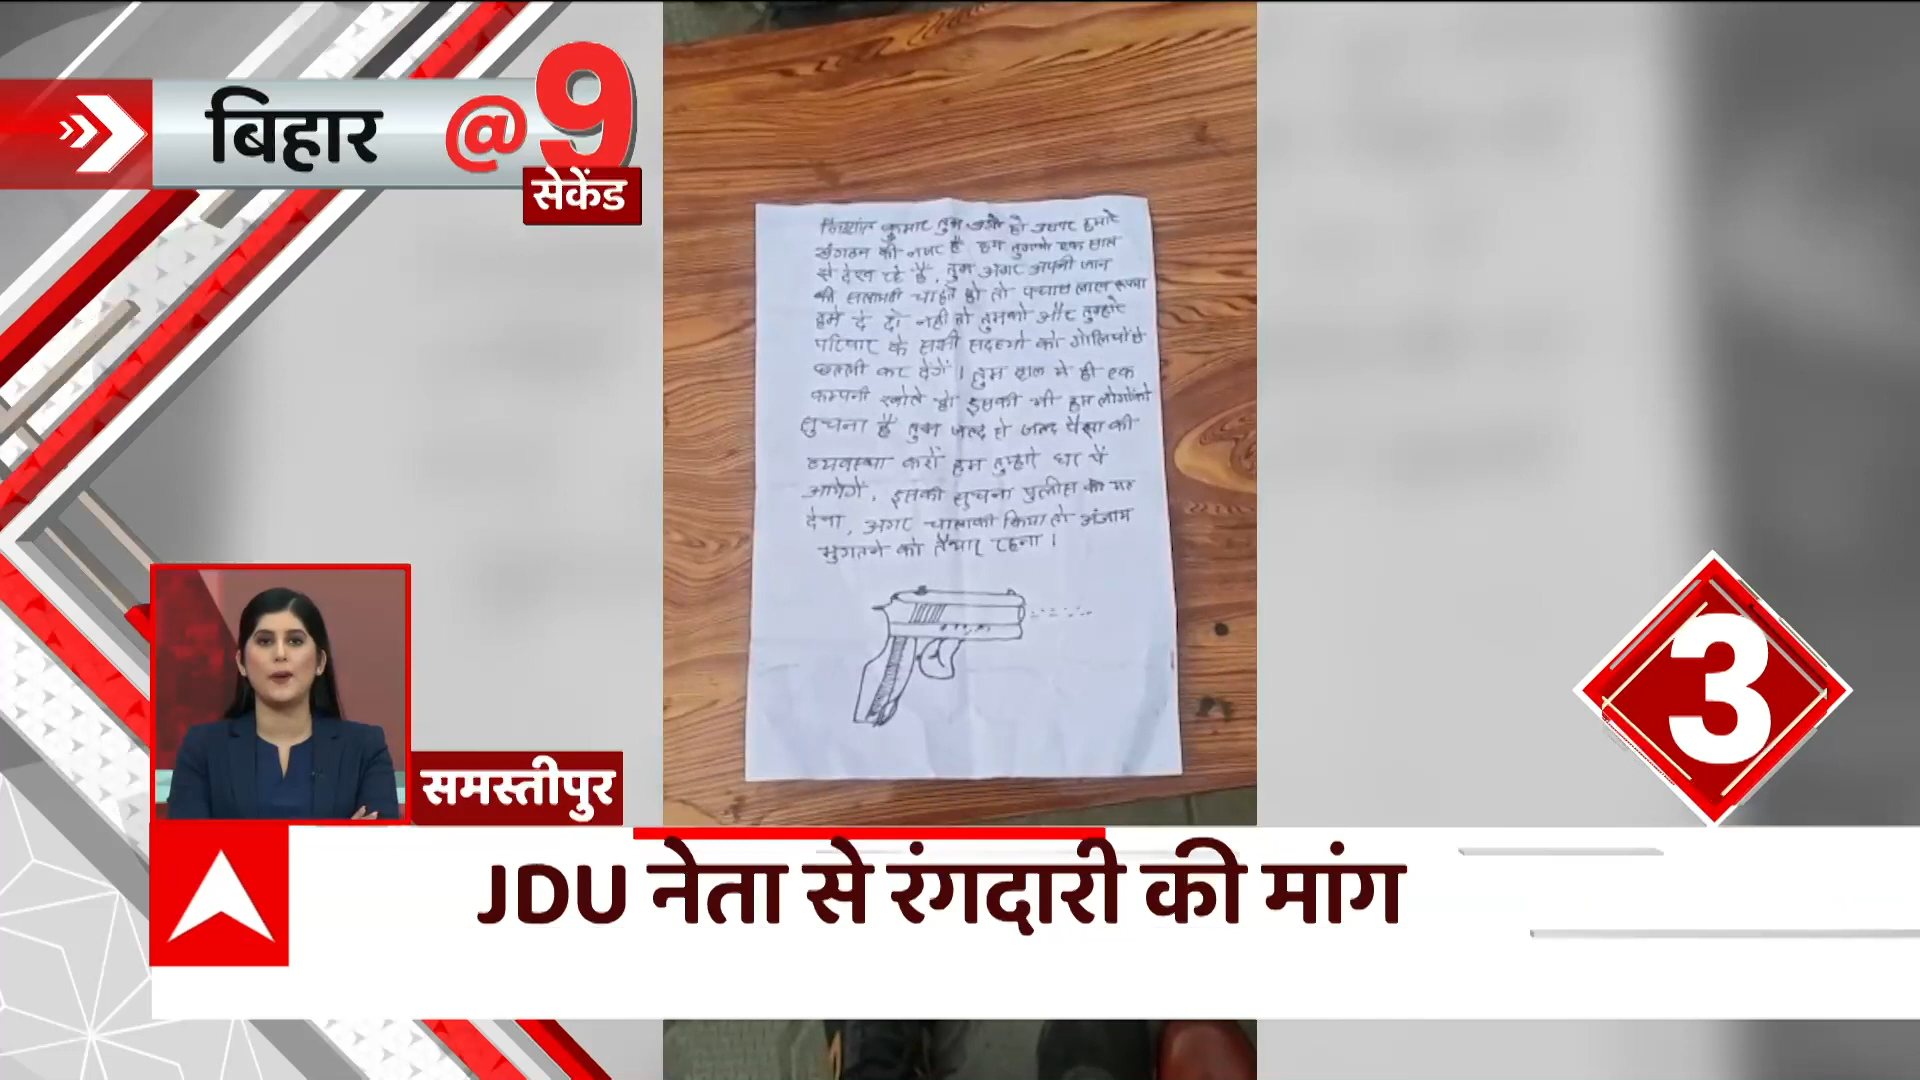 बिहार @9
सेकेंड
कुमार तुम हो उधर हमारे
संगठन की नजर है हम तुमको एक साल
से देख रहे हैं, तुम अगर अपनी जान
की सलामती चाहते हो तो पचास लाख रूपया
हमे दे दो नही तो तुमको और तुम्हारे
परिवार के सभी सदस्यो को गोलियों से
छल्ली कर देंगें। तुम हाल मे ही एक
कम्पनी खोले हो इसकी भी हम लोगों को
सुचना है तुम जल्द से जल्द पैसा की
व्यवस्था करों हम तुम्हारे घर पे
आयेगें, इसकी सुचना पुलीस को मत
देना, अगर चालाकी किया तो अंजाम
भुगतने को तैयार रहना।
3
समस्तीपुर
JDU नेता से रंगदारी की मांग